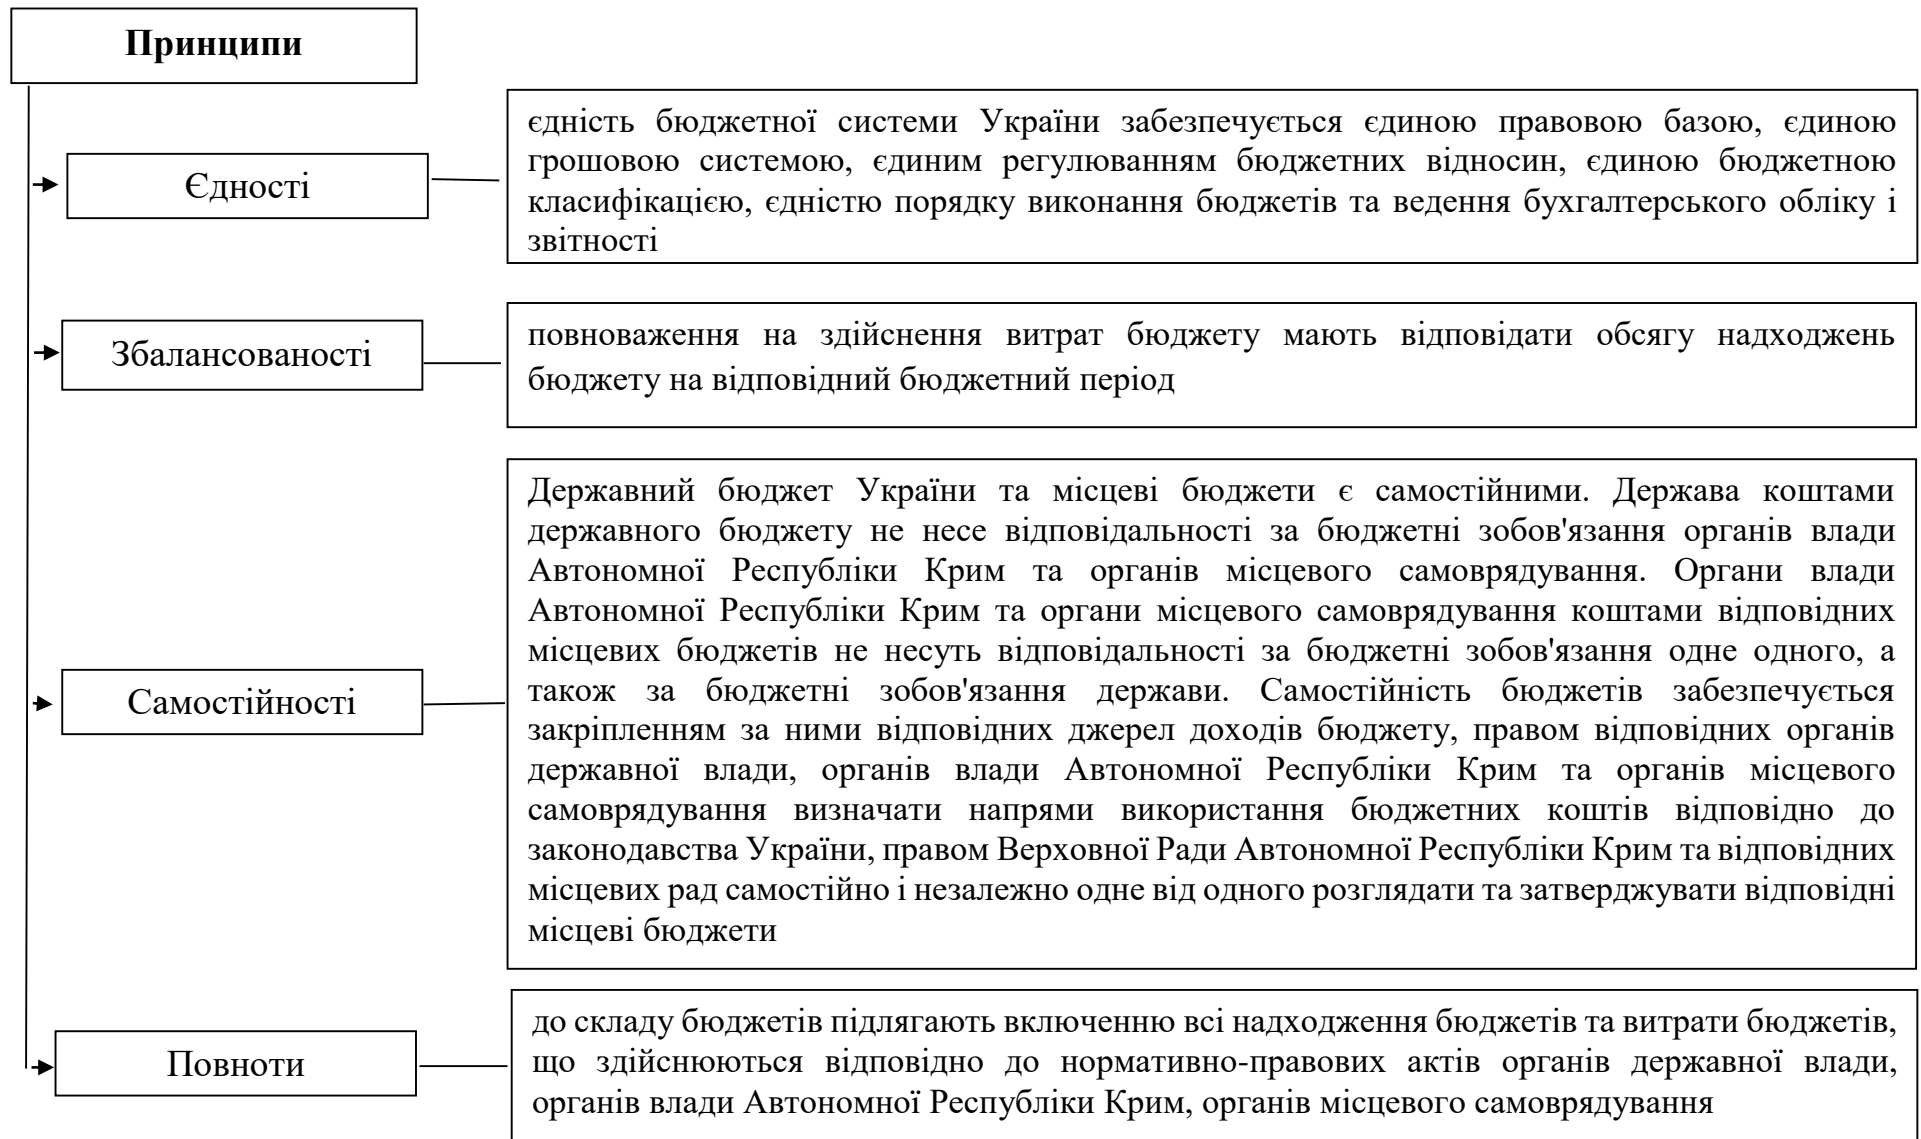 Принципи
Єдності
єдність бюджетної системи України забезпечується єдиною правовою базою, єдиною
грошовою системою, єдиним регулюванням бюджетних відносин, єдиною бюджетною
класифікацією, єдністю порядку виконання бюджетів та ведення бухгалтерського обліку і
звітності
Збалансованості
повноваження на здійснення витрат бюджету мають відповідати обсягу надходжень
бюджету на відповідний бюджетний період
Самостійності
Державний бюджет України та місцеві бюджети є самостійними. Держава коштами
державного бюджету не несе відповідальності за бюджетні зобов'язання органів влади
Автономної Республіки Крим та органів місцевого самоврядування. Органи влади
Автономної Республіки Крим та органи місцевого самоврядування коштами відповідних
місцевих бюджетів не несуть відповідальності за бюджетні зобов'язання одне одного, а
також за бюджетні зобов'язання держави. Самостійність бюджетів забезпечується
закріпленням за ними відповідних джерел доходів бюджету, правом відповідних органів
державної влади, органів влади Автономної Республіки Крим та органів місцевого
самоврядування визначати напрями використання бюджетних коштів відповідно до
законодавства України, правом Верховної Ради Автономної Республіки Крим та відповідних
місцевих рад самостійно і незалежно одне від одного розглядати та затверджувати відповідні
місцеві бюджети
Повноти
до складу бюджетів підлягають включенню всі надходження бюджетів та витрати бюджетів,
що здійснюються відповідно до нормативно-правових актів органів державної влади,
органів влади Автономної Республіки Крим, органів місцевого самоврядування